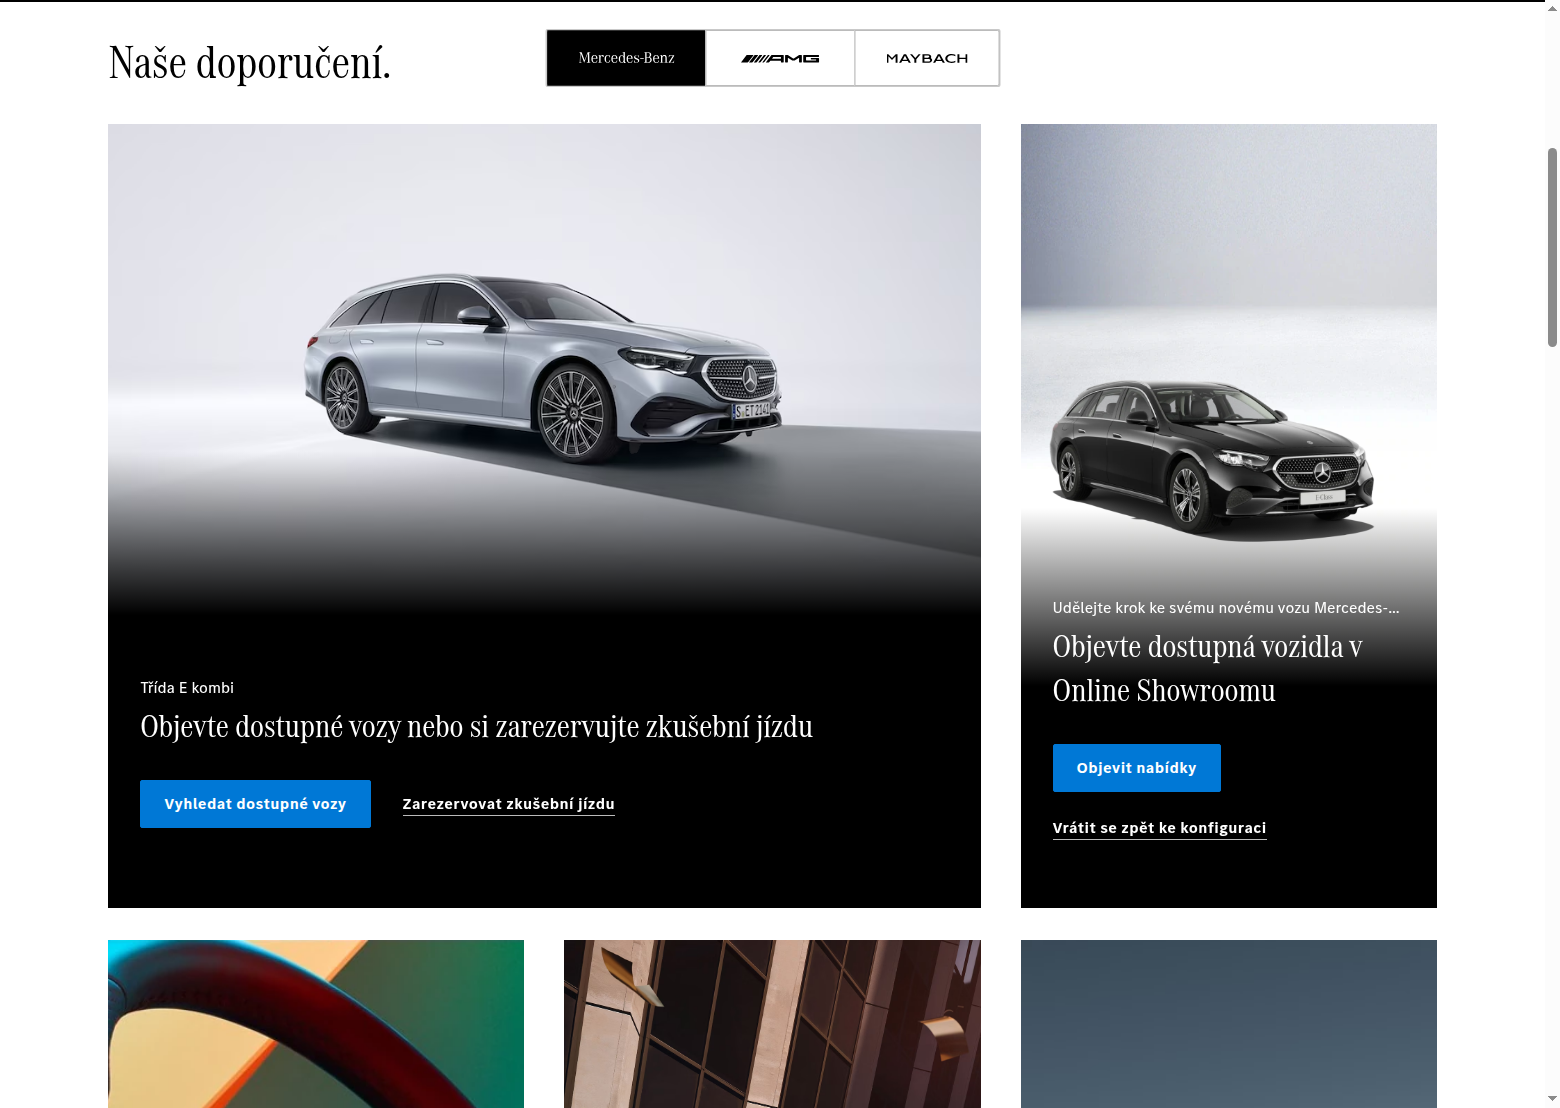 Naše doporučení.
Mercedes-Benz
AMG
MAYBACH
S ET 2140
E-Class
Třída E kombi
Objevte dostupné vozy nebo si zarezervujte zkušební jízdu
Vyhledat dostupné vozy
Zarezervovat zkušební jízdu
Udělejte krok ke svému novému vozu Mercedes-...
Objevte dostupná vozidla v
Online Showroomu
Objevit nabídky
Vrátit se zpět ke konfiguraci